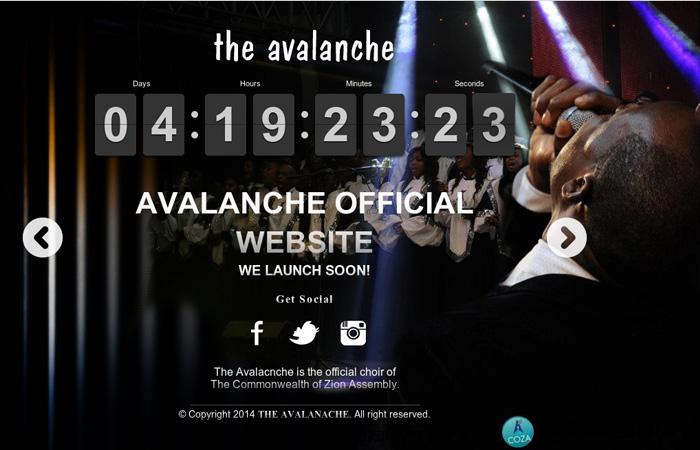 the avalanche
Days Hours Minutes Seconds
04:19:23:23
AVALANCHE OFFICIAL
WEBSITE
WE LAUNCH SOON!
Get Social
The Avalacnche is the official choir of
The Commonwealth of Zion Assembly.
© Copyright 2014 THE AVALANACHE. All right reserved.
COZA